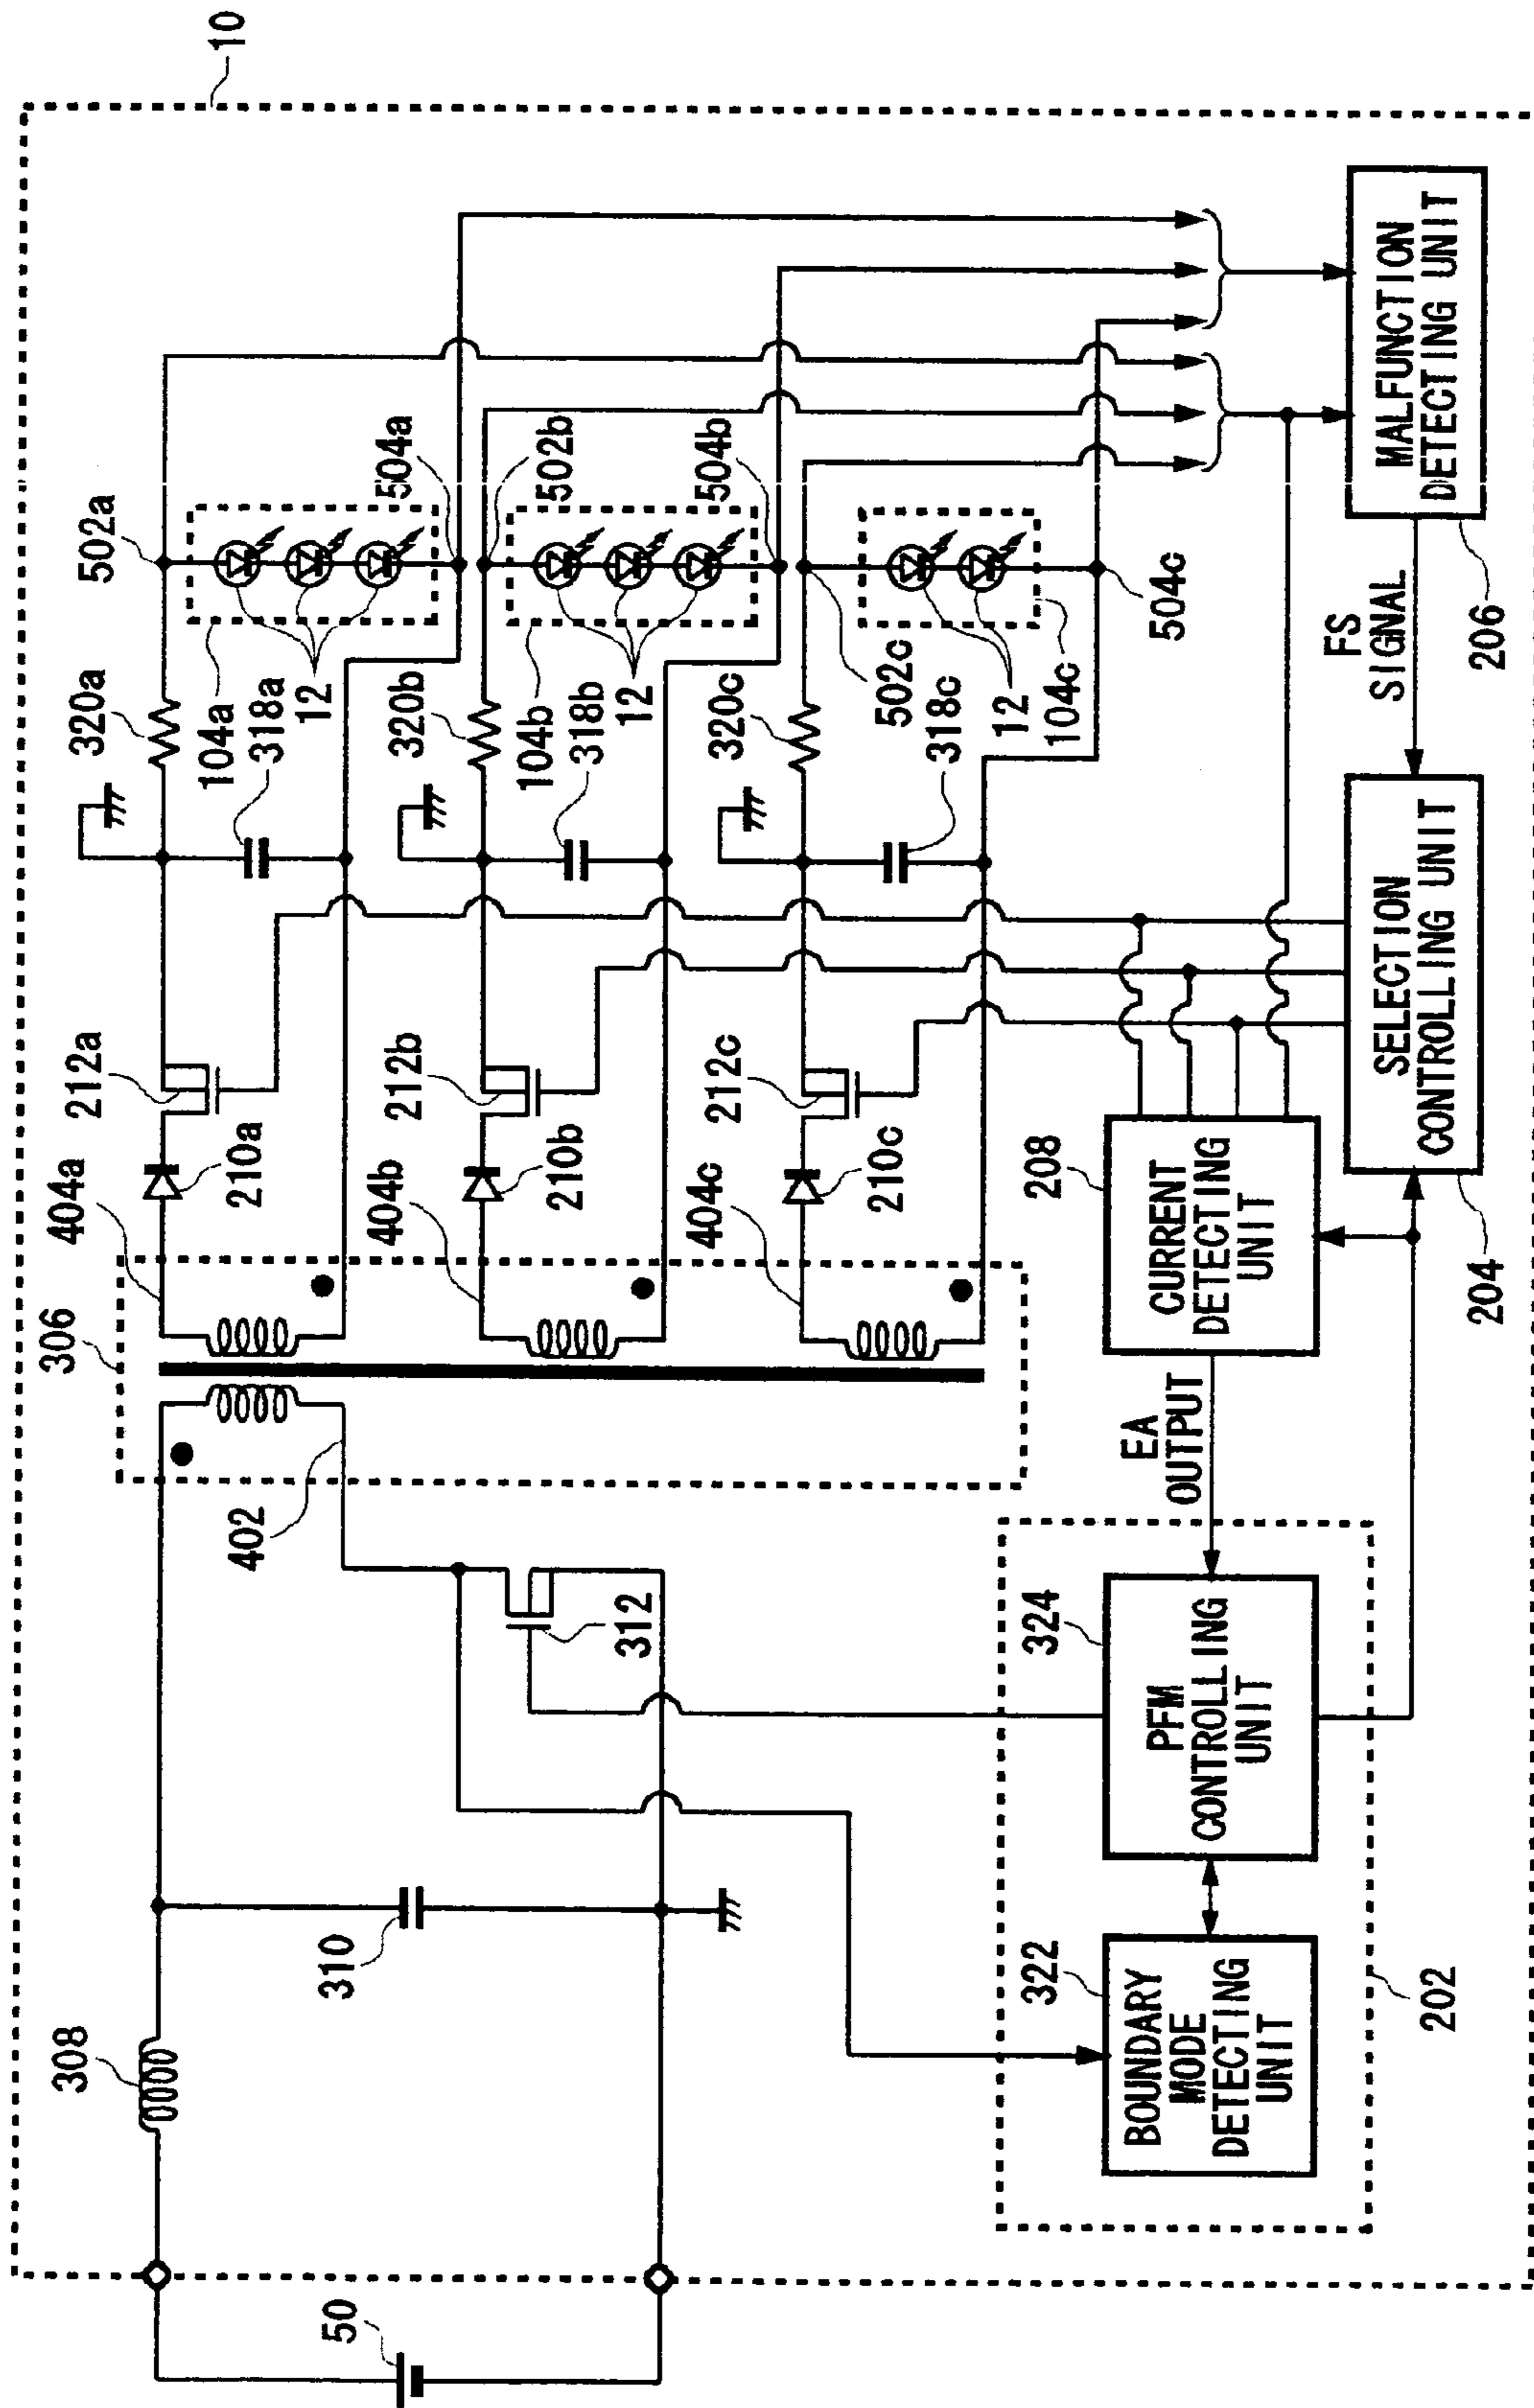 10
306
404a
212a
320a
502a
210a
104a
318a
12
504a
402
404b
212b
320b
502b
210b
104b
318b
12
504b
308
50
310
312
404c
212c
320c
502c
210c
318c
12
104c
504c
322
BOUNDARY
MODE
DETECTING
UNIT
324
PFM
CONTROLLING
UNIT
202
EA
OUTPUT
208
CURRENT
DETECTING
UNIT
SELECTION
CONTROLLING UNIT
204
FS
SIGNAL
MALFUNCTION
DETECTING UNIT
206